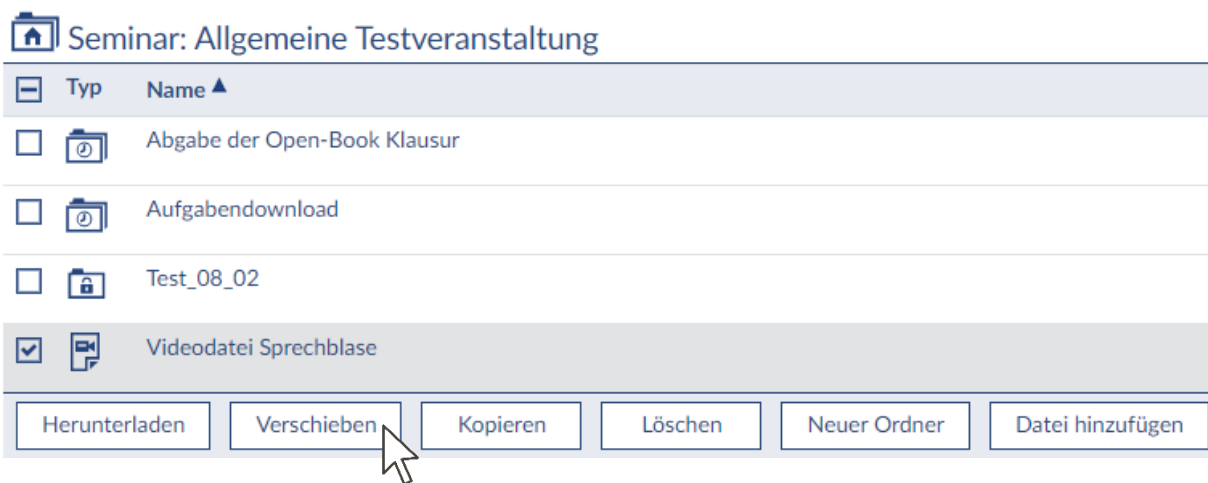 Seminar: Allgemeine Testveranstaltung
Typ Name
Abgabe der Open-Book Klausur
Aufgabendownload
Test_08_02
Videodatei Sprechblase
Herunterladen Verschieben Kopieren Löschen Neuer Ordner Datei hinzufügen